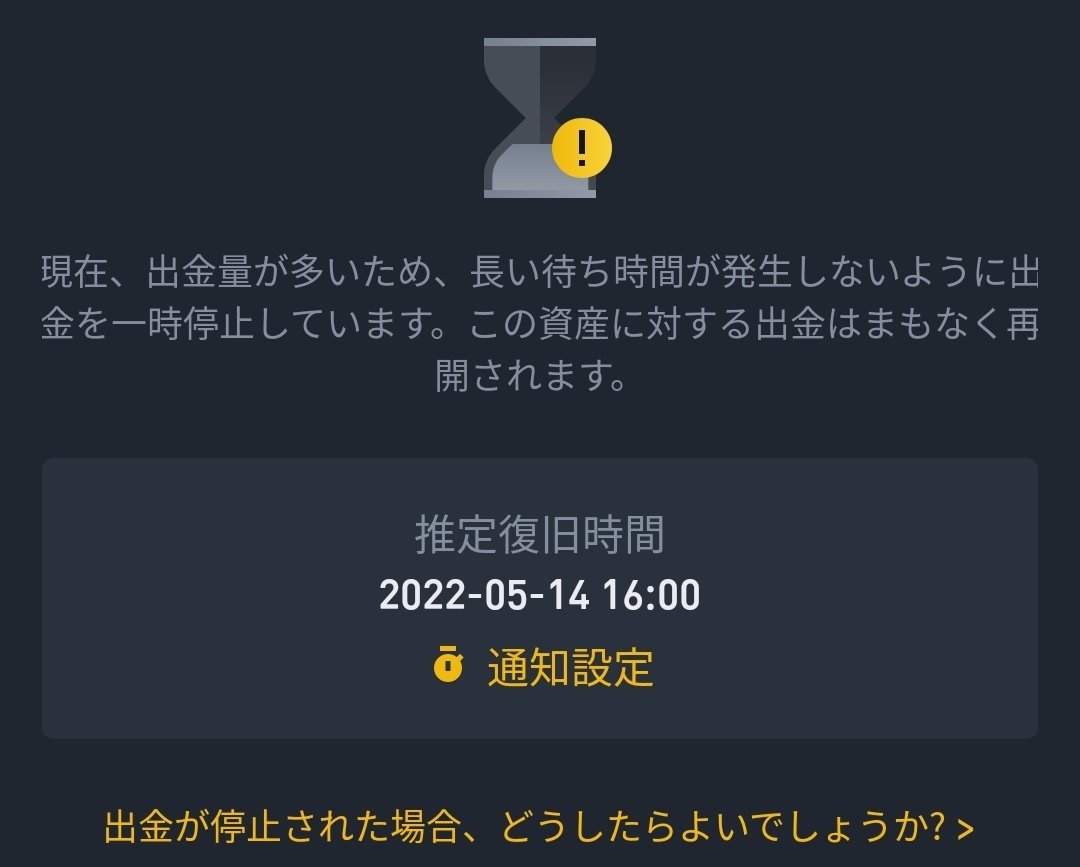 現在、出金量が多いため、長い待ち時間が発生しないように出
金を一時停止しています。この資産に対する出金はまもなく再
開されます。
推定復旧時間
2022-05-14 16:00
通知設定
出金が停止された場合、どうしたらよいでしょうか? >